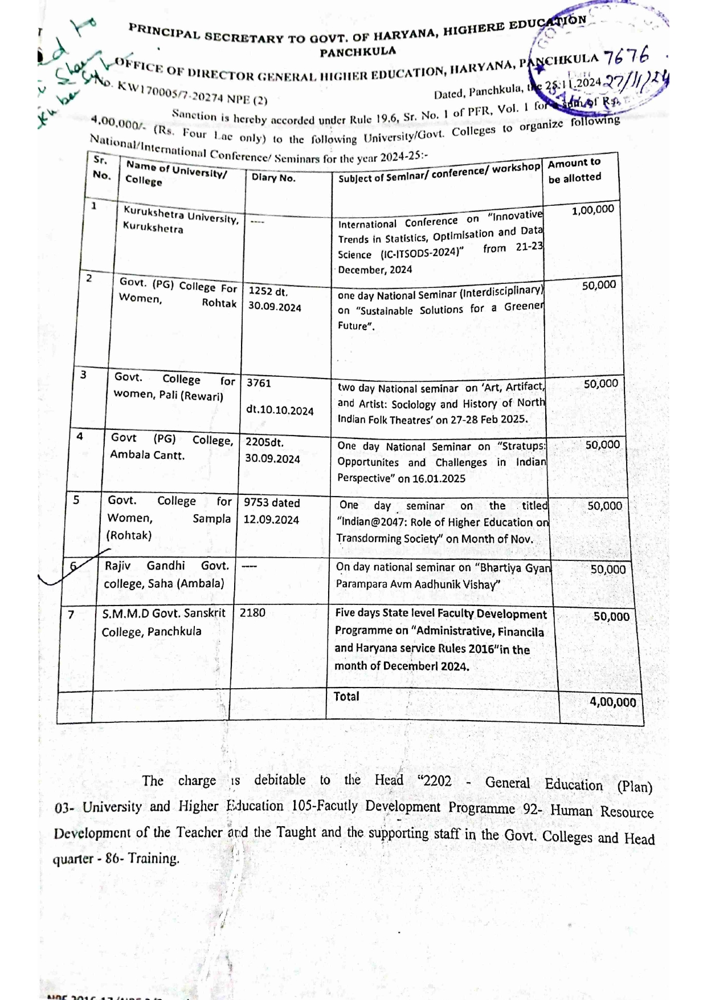 PRINCIPAL SECRETARY TO GOVT. OF HARYANA, HIGHERE EDUCATION
PANCHKULA
OFFICE OF DIRECTOR GENERAL HIGHER EDUCATION, HARYANA, PANCHKULA 7676
No. KW170005/7-20274 NPE (2)
Dated, Panchkula, the 25.11.2024 27/11/24
Sanction is hereby accorded under Rule 19.6, Sr. No. 1 of PFR, Vol. 1 for a sum of Rs.
4,00,000/- (Rs. Four Lac only) to the following University/Govt. Colleges to organize following
National/International Conference/ Seminars for the year 2024-25:-
Sr. No.
Name of University/ College
Diary No.
Subject of Seminar/ conference/ workshop
Amount to be allotted
1
Kurukshetra University,
Kurukshetra
----
International Conference on "Innovative
Trends in Statistics, Optimisation and Data
Science (IC-ITSODS-2024)" from 21-23
December, 2024
1,00,000
2
Govt. (PG) College For
Women, Rohtak
1252 dt.
30.09.2024
one day National Seminar (Interdisciplinary)
on "Sustainable Solutions for a Greener
Future".
50,000
3
Govt. College for
women, Pali (Rewari)
3761
dt.10.10.2024
two day National seminar on 'Art, Artifact,
and Artist: Sociology and History of North
Indian Folk Theatres' on 27-28 Feb 2025.
50,000
4
Govt (PG) College,
Ambala Cantt.
2205dt.
30.09.2024
One day National Seminar on "Stratups:
Opportunites and Challenges in Indian
Perspective" on 16.01.2025
50,000
5
Govt. College for
Women, Sampla
(Rohtak)
9753 dated
12.09.2024
One day seminar on the titled
"Indian@2047: Role of Higher Education on
Transdorming Society" on Month of Nov.
50,000
6
Rajiv Gandhi Govt.
college, Saha (Ambala)
----
On day national seminar on "Bhartiya Gyan
Parampara Avm Aadhunik Vishay"
50,000
7
S.M.M.D Govt. Sanskrit
College, Panchkula
2180
Five days State level Faculty Development
Programme on "Administrative, Financila
and Haryana service Rules 2016"in the
month of Decemberl 2024.
50,000
Total
4,00,000
The charge is debitable to the Head "2202 - General Education (Plan)
03- University and Higher Education 105-Facutly Development Programme 92- Human Resource
Development of the Teacher and the Taught and the supporting staff in the Govt. Colleges and Head
quarter - 86- Training.